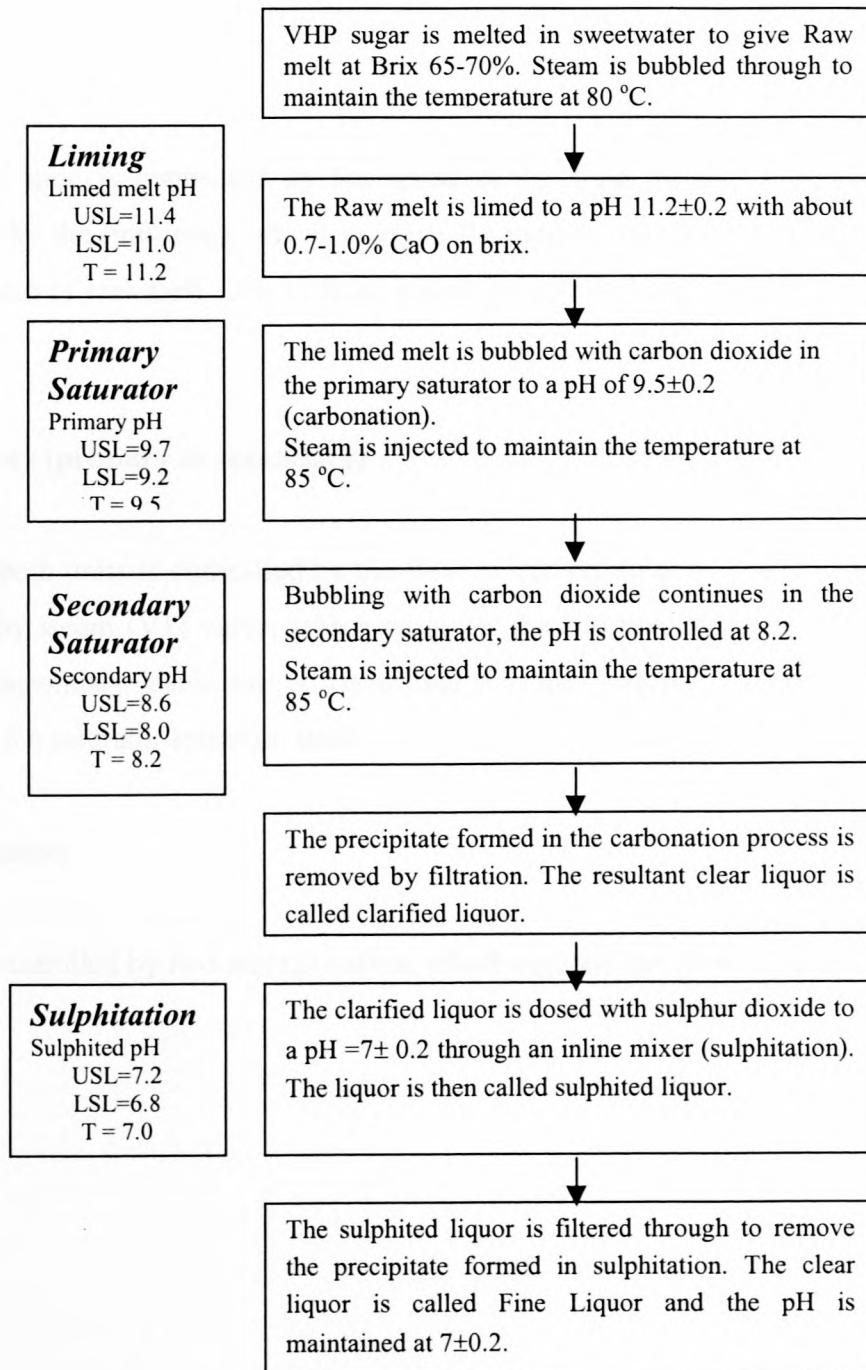 VHP sugar is melted in sweetwater to give Raw
melt at Brix 65-70%. Steam is bubbled through to
maintain the temperature at 80 °C.
Liming
Limed melt pH
USL=11.4
LSL=11.0
T = 11.2
The Raw melt is limed to a pH 11.2±0.2 with about
0.7-1.0% CaO on brix.
Primary
Saturator
Primary pH
USL=9.7
LSL=9.2
T = 9.5
The limed melt is bubbled with carbon dioxide in
the primary saturator to a pH of 9.5±0.2
(carbonation).
Steam is injected to maintain the temperature at
85 °C.
Secondary
Saturator
Secondary pH
USL=8.6
LSL=8.0
T = 8.2
Bubbling with carbon dioxide continues in the
secondary saturator, the pH is controlled at 8.2.
Steam is injected to maintain the temperature at
85 °C.
The precipitate formed in the carbonation process is
removed by filtration. The resultant clear liquor is
called clarified liquor.
Sulphitation
Sulphited pH
USL=7.2
LSL=6.8
T = 7.0
The clarified liquor is dosed with sulphur dioxide to
a pH =7± 0.2 through an inline mixer (sulphitation).
The liquor is then called sulphited liquor.
The sulphited liquor is filtered through to remove
the precipitate formed in sulphitation. The clear
liquor is called Fine Liquor and the pH is
maintained at 7±0.2.